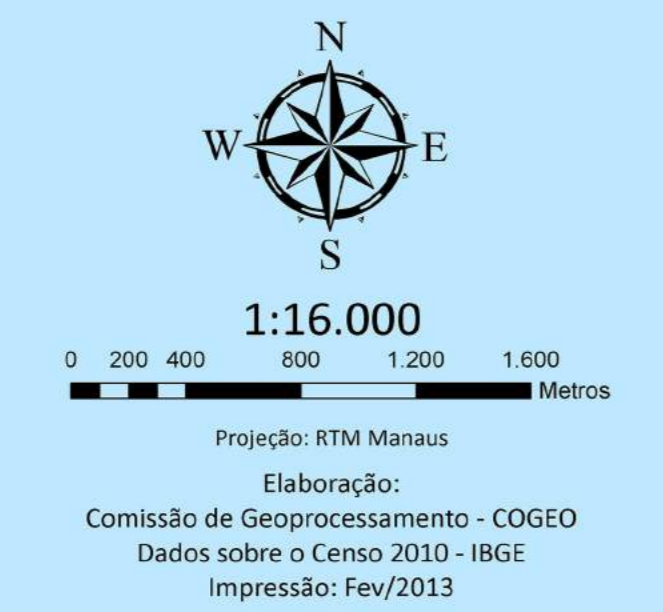 N
W E
S
1:16.000
0 200 400 800 1.200 1.600
Metros
Projeção: RTM Manaus
Elaboração:
Comissão de Geoprocessamento - COGEO
Dados sobre o Censo 2010 - IBGE
Impressão: Fev/2013